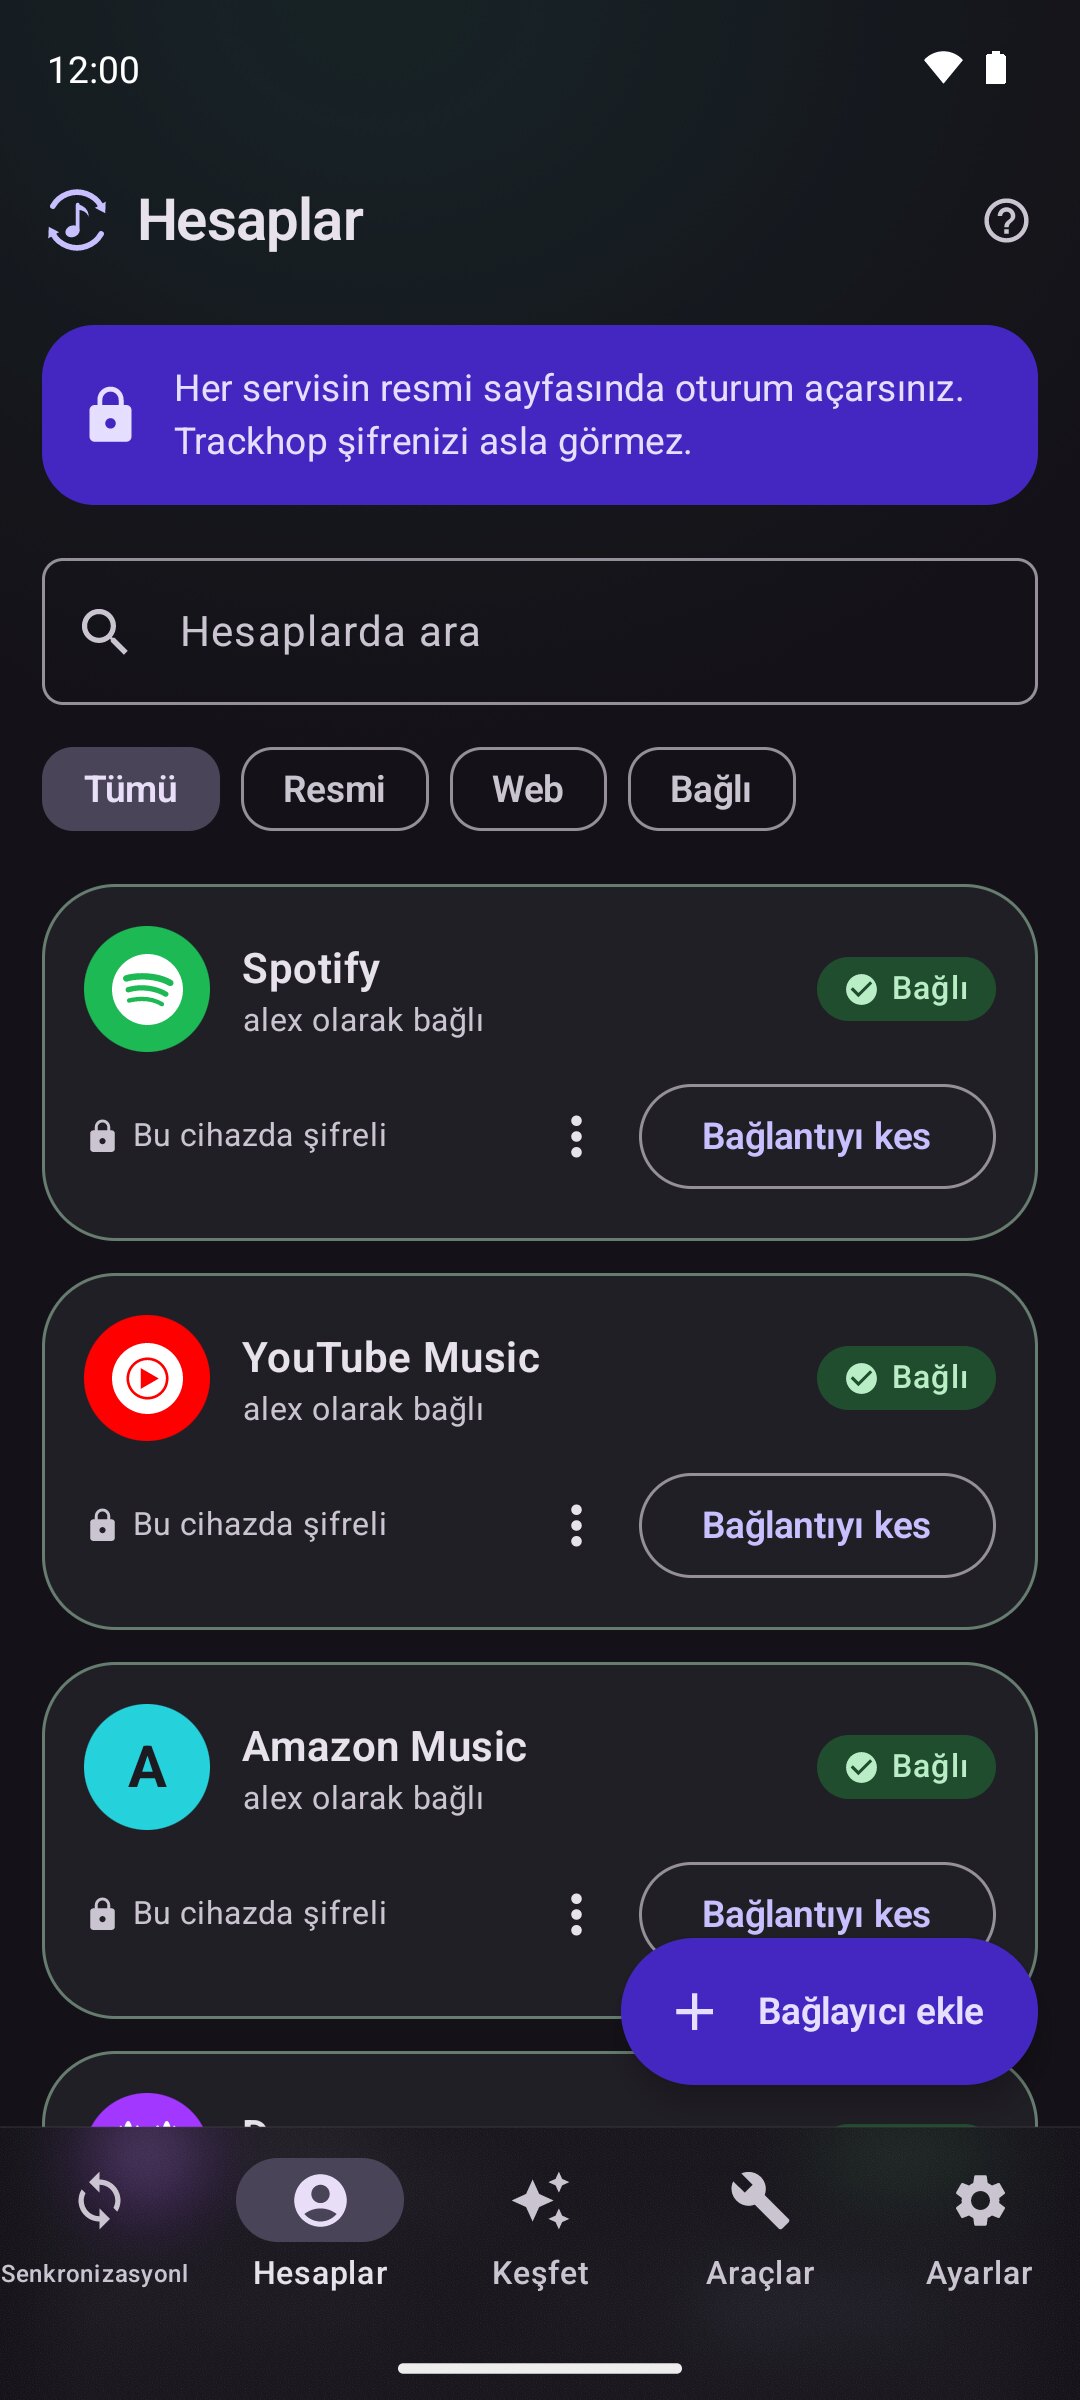 12:00
Hesaplar
Her servisin resmi sayfasında oturum açarsınız.
Trackhop şifrenizi asla görmez.
Hesaplarda ara
Tümü
Resmi
Web
Bağlı
Spotify
Bağlı
alex olarak bağlı
Bu cihazda şifreli
Bağlantıyı kes
YouTube Music
Bağlı
alex olarak bağlı
Bu cihazda şifreli
Bağlantıyı kes
A
Amazon Music
Bağlı
alex olarak bağlı
Bu cihazda şifreli
Bağlantıyı kes
Bağlayıcı ekle
Senkronizasyonl
Hesaplar
Keşfet
Araçlar
Ayarlar